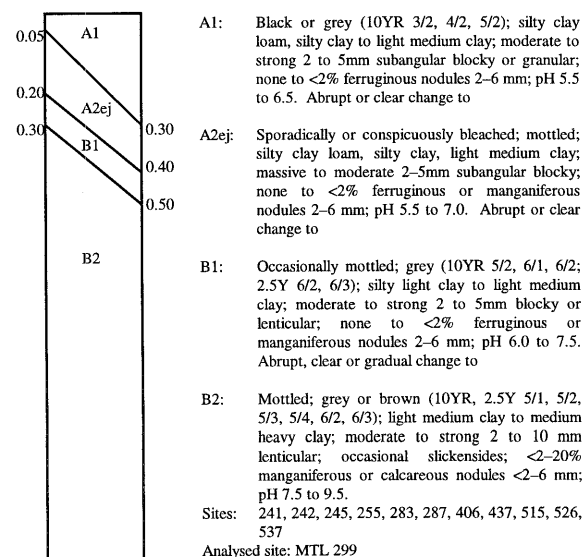 A1
0.05
0.20
A2ej
0.30
B1
0.30
0.40
0.50
B2
A1: Black or grey (10YR 3/2, 4/2, 5/2); silty clay
loam, silty clay to light medium clay; moderate to
strong 2 to 5mm subangular blocky or granular;
none to <2% ferruginous nodules 2–6 mm; pH 5.5
to 6.5. Abrupt or clear change to
A2ej: Sporadically or conspicuously bleached; mottled;
silty clay loam, silty clay, light medium clay;
massive to moderate 2–5mm subangular blocky;
none to <2% ferruginous or manganiferous
nodules 2–6 mm; pH 5.5 to 7.0. Abrupt or clear
change to
B1: Occasionally mottled; grey (10YR 5/2, 6/1, 6/2;
2.5Y 6/2, 6/3); silty light clay to light medium
clay; moderate to strong 2 to 5mm blocky or
lenticular; none to <2% ferruginous or
manganiferous nodules 2–6 mm; pH 6.0 to 7.5.
Abrupt, clear or gradual change to
B2: Mottled; grey or brown (10YR, 2.5Y 5/1, 5/2,
5/3, 5/4, 6/2, 6/3); light medium clay to medium
heavy clay; moderate to strong 2 to 10 mm
lenticular; occasional slickensides; <2–20%
manganiferous or calcareous nodules <2–6 mm;
pH 7.5 to 9.5.
Sites: 241, 242, 245, 255, 283, 287, 406, 437, 515, 526,
537
Analysed site: MTL 299